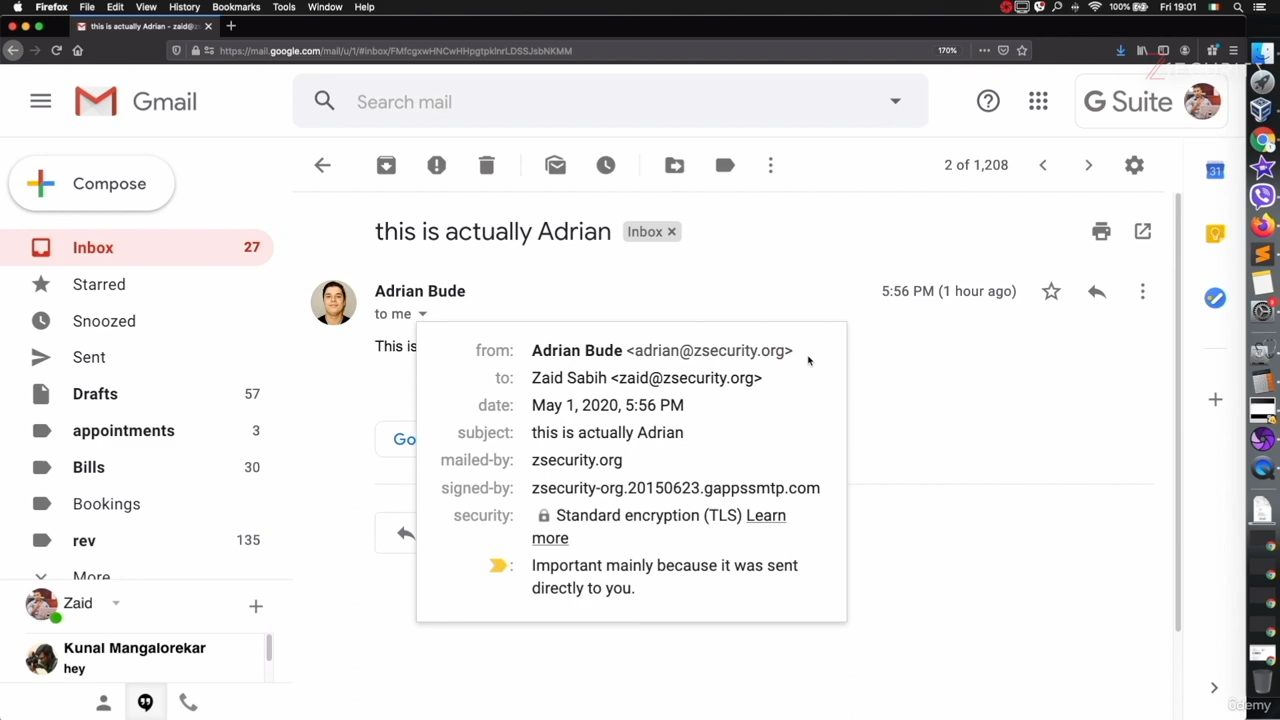 Firefox File Edit View History Bookmarks Tools Window Help 100% Fri 19:01
this is actually Adrian - zaid@zs
https://mail.google.com/mail/u/1/#inbox/FMfcgxwHNCwHHpgtpklnrLDSSJsbNKMM 170%
Gmail
Search mail
G Suite
Compose
2 of 1,208
31
this is actually Adrian Inbox ×
Inbox 27
Starred
Adrian Bude 5:56 PM (1 hour ago)
to me
Snoozed
This is
from: Adrian Bude <adrian@zsecurity.org>
Sent
to: Zaid Sabih <zaid@zsecurity.org>
Drafts 57
date: May 1, 2020, 5:56 PM
appointments 3
subject: this is actually Adrian
Go
mailed-by: zsecurity.org
Bills 30
signed-by: zsecurity-org.20150623.gappssmtp.com
Bookings
security: Standard encryption (TLS) Learn
more
rev 135
Important mainly because it was sent
directly to you.
More
Zaid
Kunal Mangalorekar
hey
ûdemy